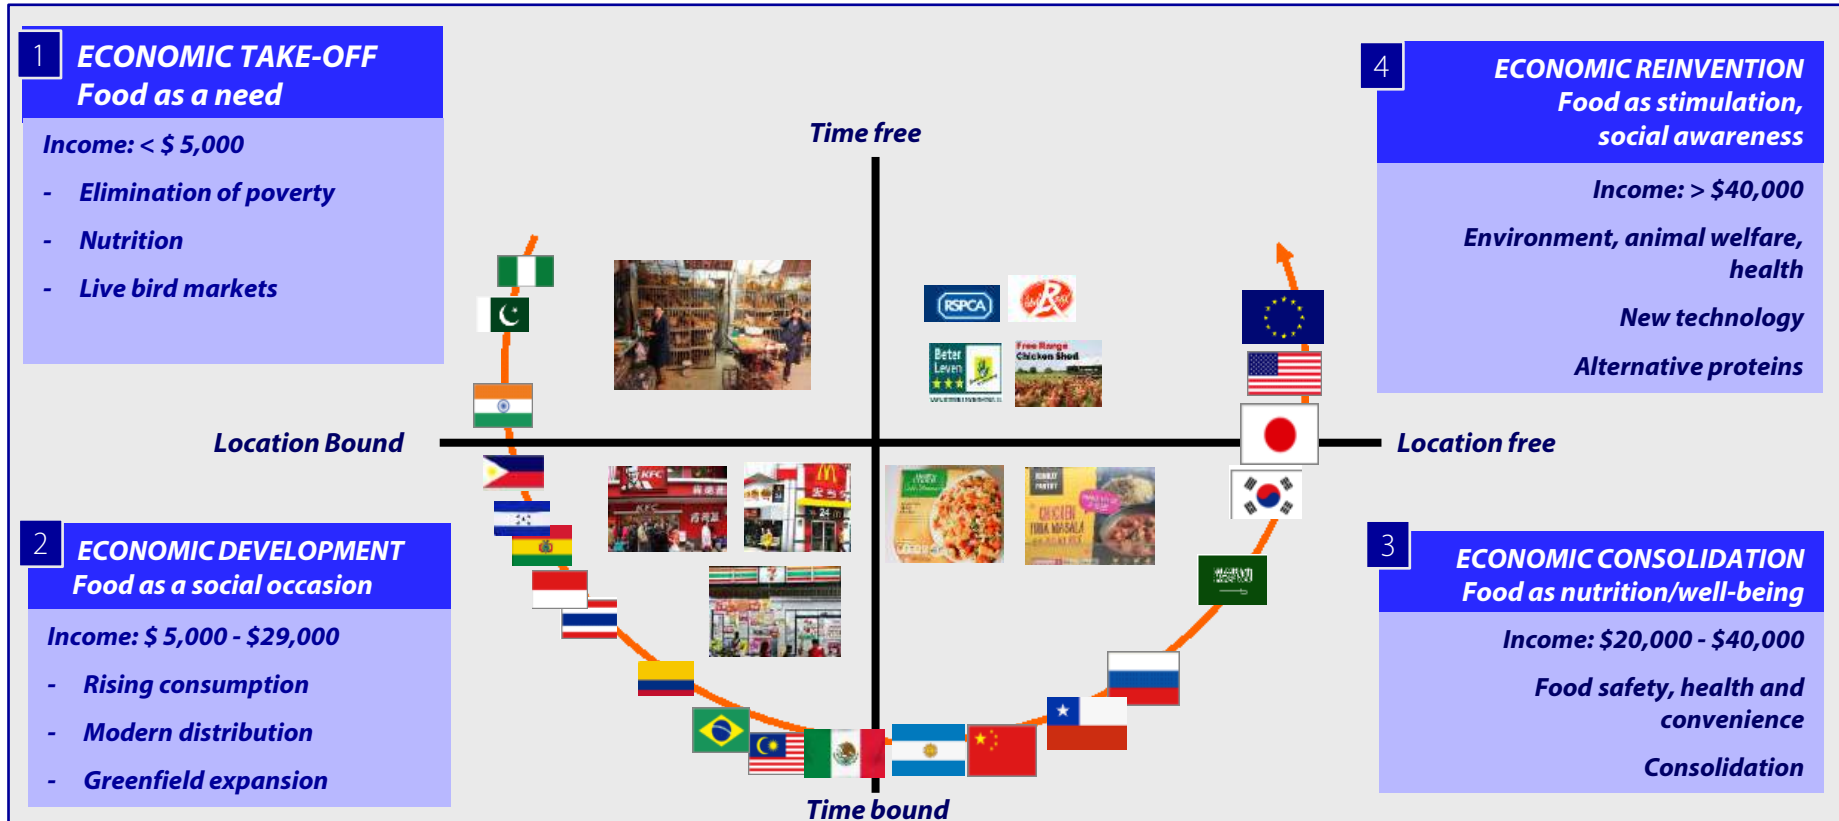 1
ECONOMIC TAKE-OFF
Food as a need
Income: < $ 5,000
- Elimination of poverty
- Nutrition
- Live bird markets
2
ECONOMIC DEVELOPMENT
Food as a social occasion
Income: $ 5,000 - $29,000
- Rising consumption
- Modern distribution
- Greenfield expansion
Time free
Location Bound
Location free
Time bound
RSPCA
Beter
Leven
Free Range
Chicken Shed
KFC
KFC
24
7
CHICKEN
4
ECONOMIC REINVENTION
Food as stimulation,
social awareness
Income: > $40,000
Environment, animal welfare,
health
New technology
Alternative proteins
3
ECONOMIC CONSOLIDATION
Food as nutrition/well-being
Income: $20,000 - $40,000
Food safety, health and
convenience
Consolidation